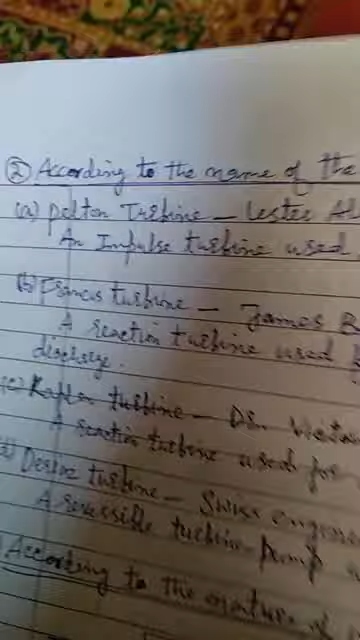 ② According to the name of the
(a) Pelton Turbine – Lester Al
An Impulse turbine used
(b) Francis turbine – James B
A reaction turbine used
discharge.
(c) Kaplan turbine – Dr. Victor
A reaction turbine used for
Deriaz turbine – Swiss engineer
A reversible turbine-pump
According to the nature of